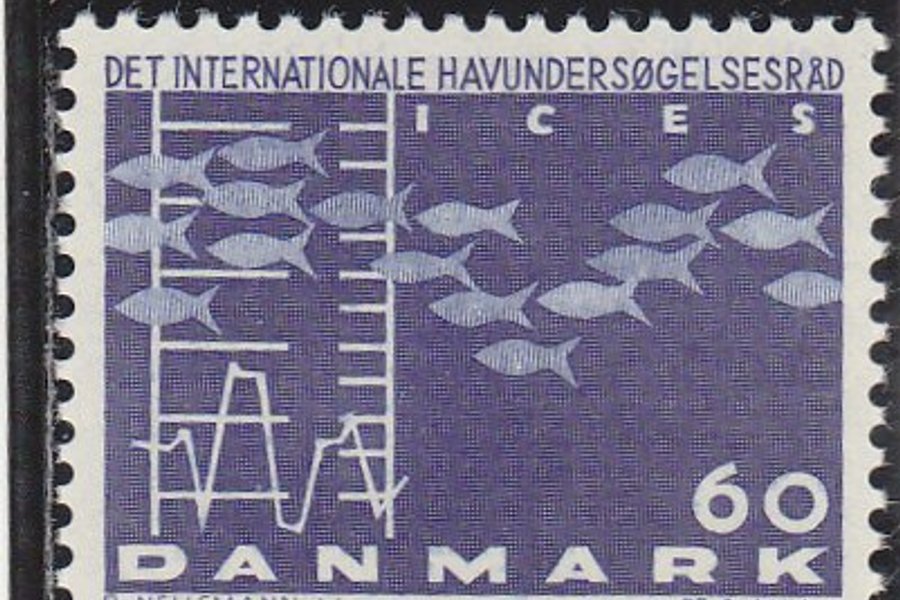 DET INTERNATIONALE HAVUNDERSØGELSESRÅD
I C E S
60
DANMARK